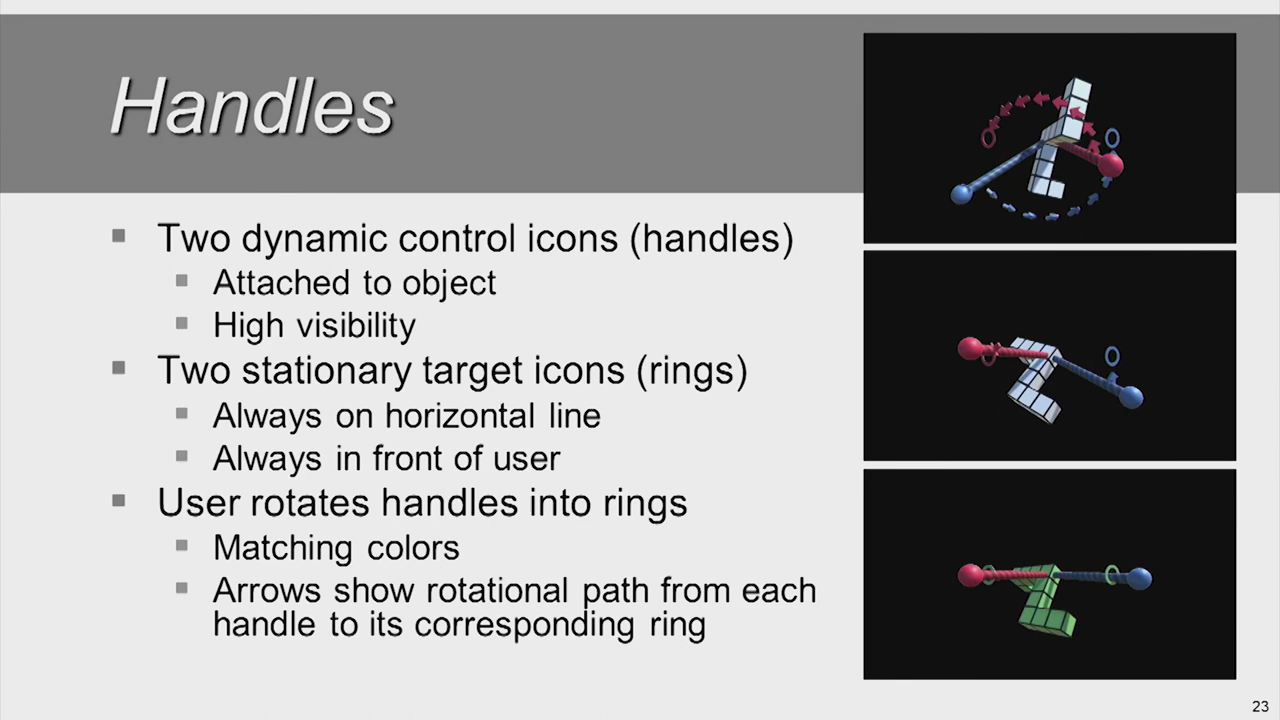 Handles
Two dynamic control icons (handles)
Attached to object
High visibility
Two stationary target icons (rings)
Always on horizontal line
Always in front of user
User rotates handles into rings
Matching colors
Arrows show rotational path from each
handle to its corresponding ring
23